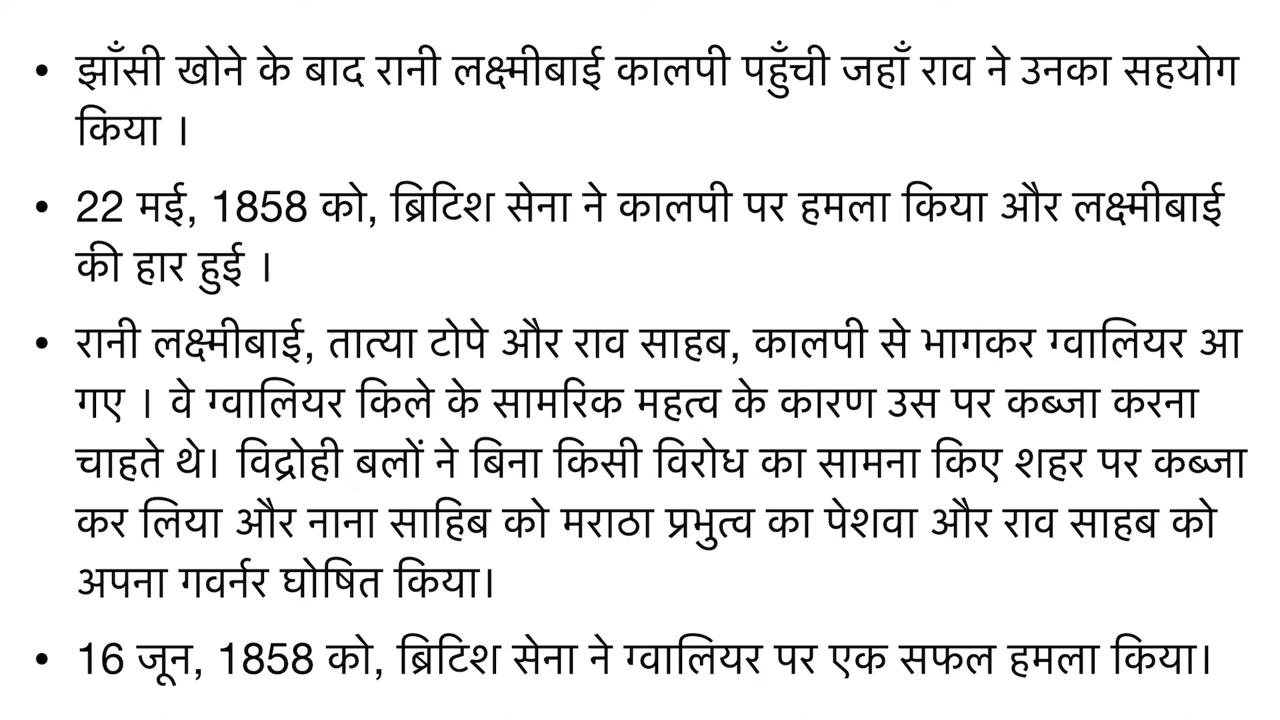 • झाँसी खोने के बाद रानी लक्ष्मीबाई कालपी पहुँची जहाँ राव ने उनका सहयोग
किया ।
• 22 मई, 1858 को, ब्रिटिश सेना ने कालपी पर हमला किया और लक्ष्मीबाई
की हार हुई ।
• रानी लक्ष्मीबाई, तात्या टोपे और राव साहब, कालपी से भागकर ग्वालियर आ
गए । वे ग्वालियर किले के सामरिक महत्व के कारण उस पर कब्जा करना
चाहते थे। विद्रोही बलों ने बिना किसी विरोध का सामना किए शहर पर कब्जा
कर लिया और नाना साहिब को मराठा प्रभुत्व का पेशवा और राव साहब को
अपना गवर्नर घोषित किया।
• 16 जून, 1858 को, ब्रिटिश सेना ने ग्वालियर पर एक सफल हमला किया।